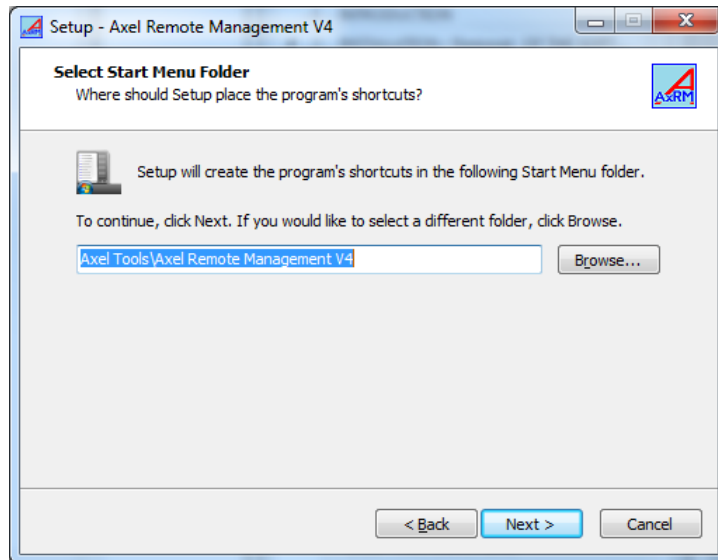 Setup - Axel Remote Management V4
Select Start Menu Folder
Where should Setup place the program's shortcuts?
AxRM
Setup will create the program's shortcuts in the following Start Menu folder.
To continue, click Next. If you would like to select a different folder, click Browse.
Axel Tools\Axel Remote Management V4
Browse...
< Back
Next >
Cancel